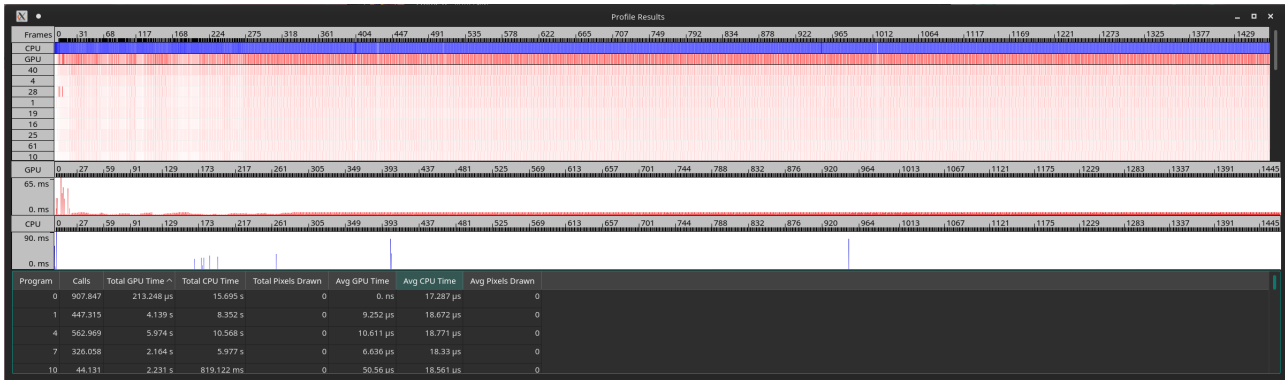 Profile Results
Frames 0 31 68 117 168 224 275 318 361 404 447 491 535 578 622 665 707 749 792 834 878 922 965 1012 1064 1117 1169 1221 1273 1325 1377 1429
CPU
GPU
40
4
28
1
19
16
25
61
10
GPU 0 27 59 91 129 173 217 261 305 349 393 437 481 525 569 613 657 701 744 788 832 876 920 964 1013 1067 1121 1175 1229 1283 1337 1391 1445
65. ms
0. ms
CPU 0 27 59 91 129 173 217 261 305 349 393 437 481 525 569 613 657 701 744 788 832 876 920 964 1013 1067 1121 1175 1229 1283 1337 1391 1445
90. ms
0. ms
Program Calls Total GPU Time ^ Total CPU Time Total Pixels Drawn Avg GPU Time Avg CPU Time Avg Pixels Drawn
0 907.847 213.248 µs 15.695 s 0 0. ns 17.287 µs 0
1 447.315 4.139 s 8.352 s 0 9.252 µs 18.672 µs 0
4 562.969 5.974 s 10.568 s 0 10.611 µs 18.771 µs 0
7 326.058 2.164 s 5.977 s 0 6.636 µs 18.33 µs 0
10 44.131 2.231 s 819.122 ms 0 50.56 µs 18.561 µs 0